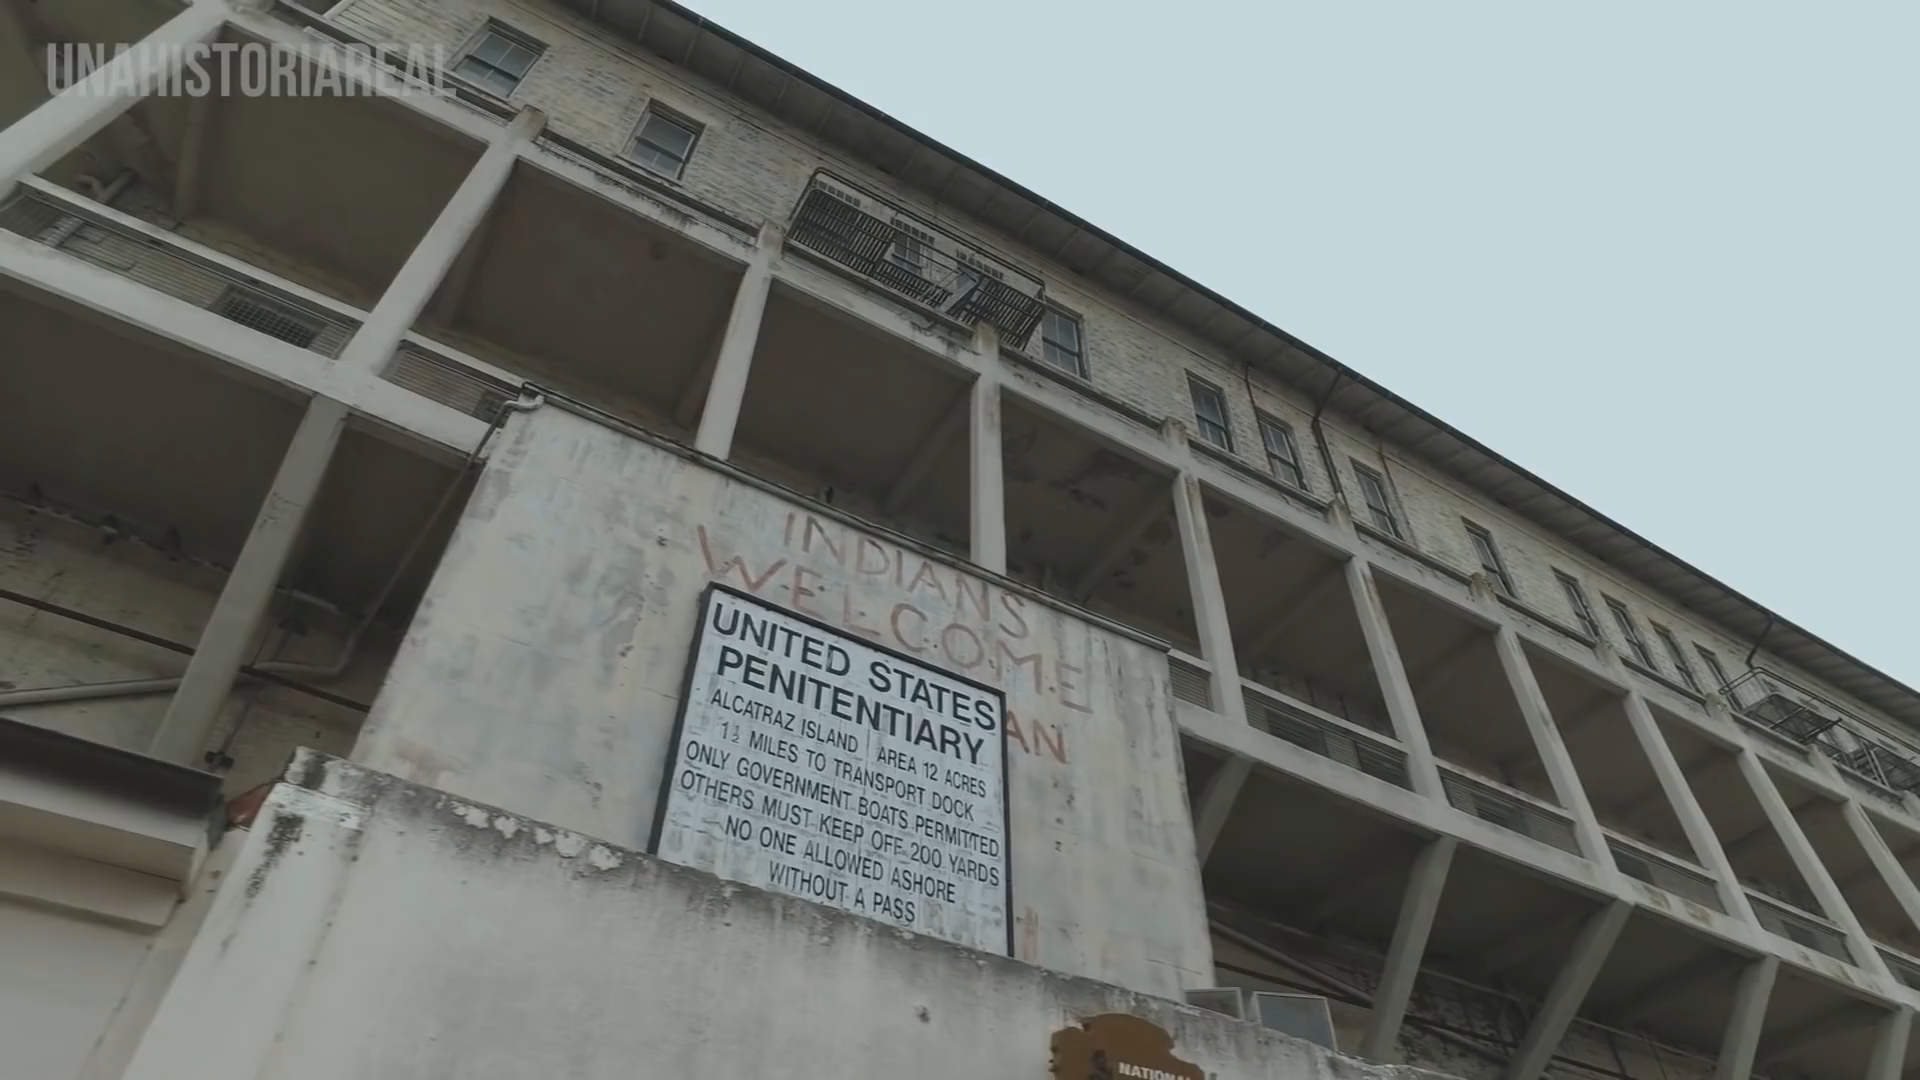 UNAHISTORIAREAL
INDIANS
WELCOME
UNITED STATES
PENITENTIARY
ALCATRAZ ISLAND AREA 12 ACRES
1½ MILES TO TRANSPORT DOCK
ONLY GOVERNMENT BOATS PERMITTED
OTHERS MUST KEEP OFF 200 YARDS
NO ONE ALLOWED ASHORE
WITHOUT A PASS
NATIONAL